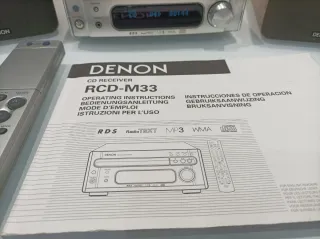 DENON
CD RECEIVER
RCD-M33
OPERATING INSTRUCTIONS
BEDIENUNGSANLEITUNG
MODE D'EMPLOI
ISTRUZIONI PER L'USO
INSTRUCCIONES DE OPERACION
GEBRUIKSAANWIJZING
BRUKSANVISNING
RDS RadioTEXT MP3 WMA
DENON